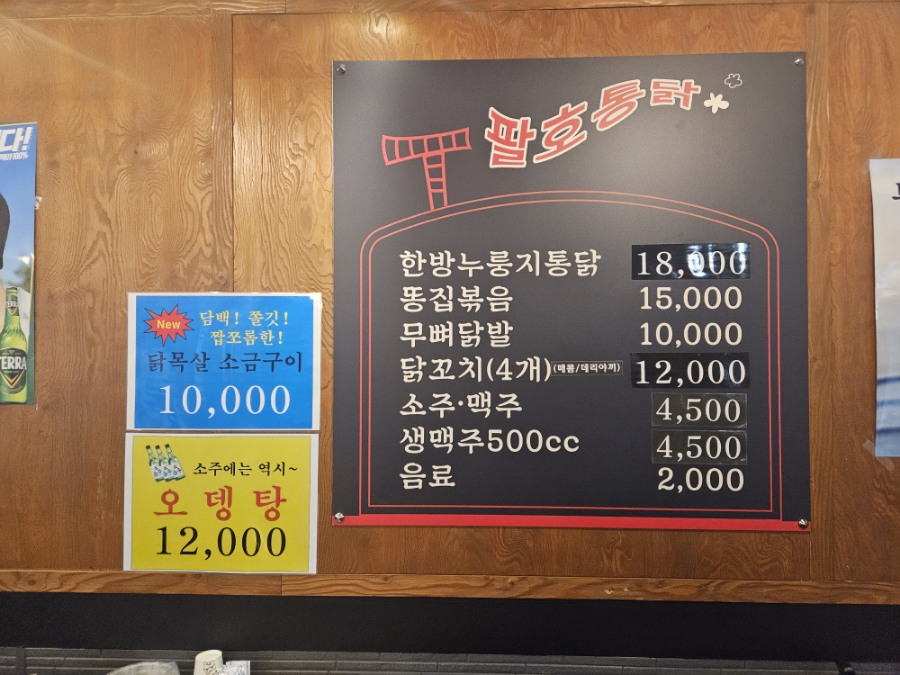 팔호통닭
한방누룽지통닭 18,000
똥집볶음 15,000
무뼈닭발 10,000
닭꼬치(4개)(매콤/데리야끼) 12,000
소주·맥주 4,500
생맥주500cc 4,500
음료 2,000
New 담백! 쫄깃!
짭쪼롬한!
닭목살 소금구이
10,000
소주에는 역시~
오뎅탕
12,000
다!
TERRA